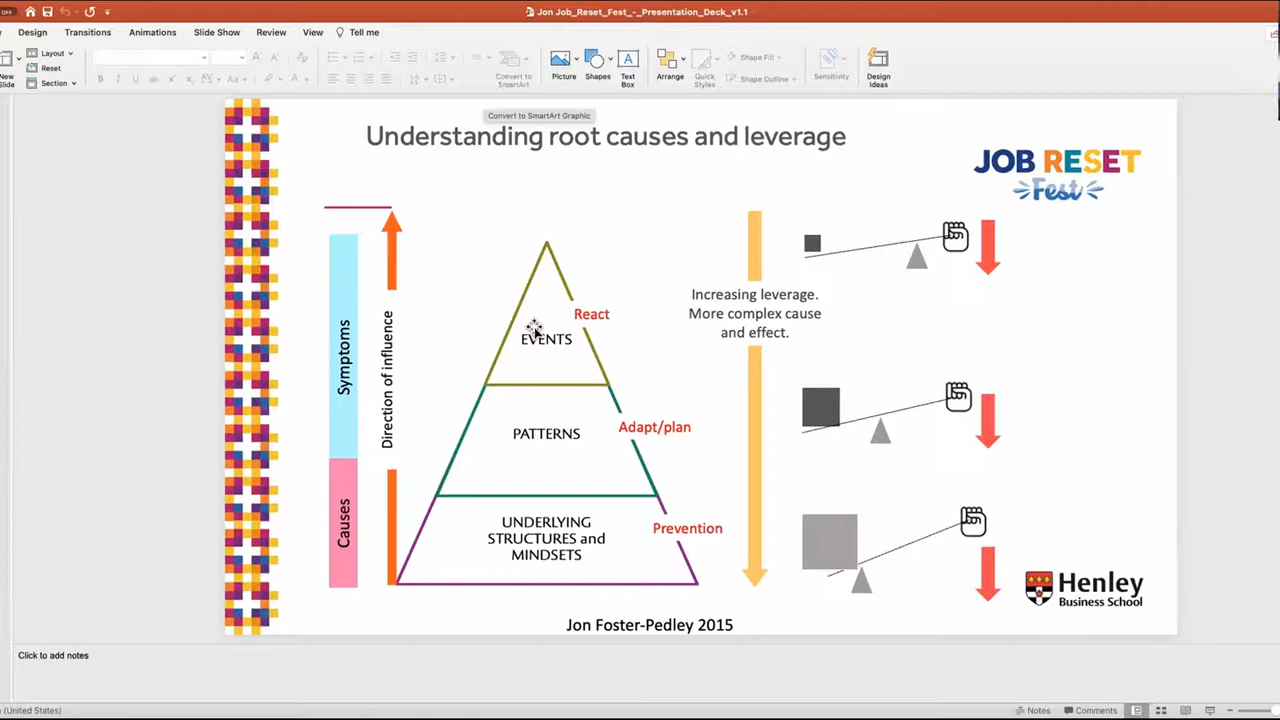 OFF
Jon Job_Reset_Fest_-_Presentation_Deck_v1.1
Design Transitions Animations Slide Show Review View Tell me
New
Slide
Layout
Reset
Section
Convert to
SmartArt
Picture
Shapes
Text
Box
Arrange
Quick
Styles
Shape Fill
Shape Outline
Sensitivity
Design
Ideas
Convert to SmartArt Graphic
Understanding root causes and leverage
JOB RESET
Fest
Symptoms
Causes
Direction of influence
React
EVENTS
Adapt/plan
PATTERNS
Prevention
UNDERLYING
STRUCTURES and
MINDSETS
Increasing leverage.
More complex cause
and effect.
Henley
Business School
Jon Foster-Pedley 2015
Click to add notes
(United States)
Notes
Comments